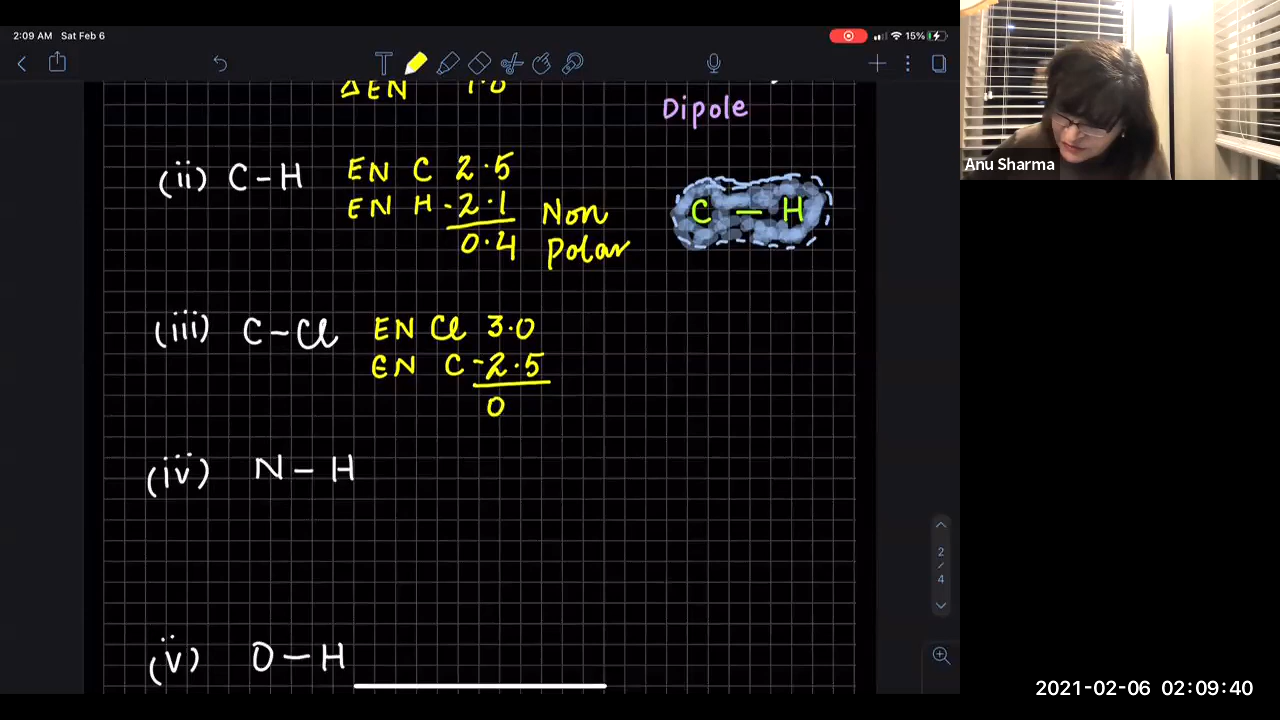 2:09 AM Sat Feb 6
15%
T
Δ EN 1.0
Dipole
(ii) C-H EN C 2.5
EN H -2.1 Non
0.4 Polar
C - H
(iii) C-Cl EN Cl 3.0
EN C -2.5
0
(iv) N-H
(v) O-H
2
/
4
Anu Sharma
2021-02-06 02:09:40